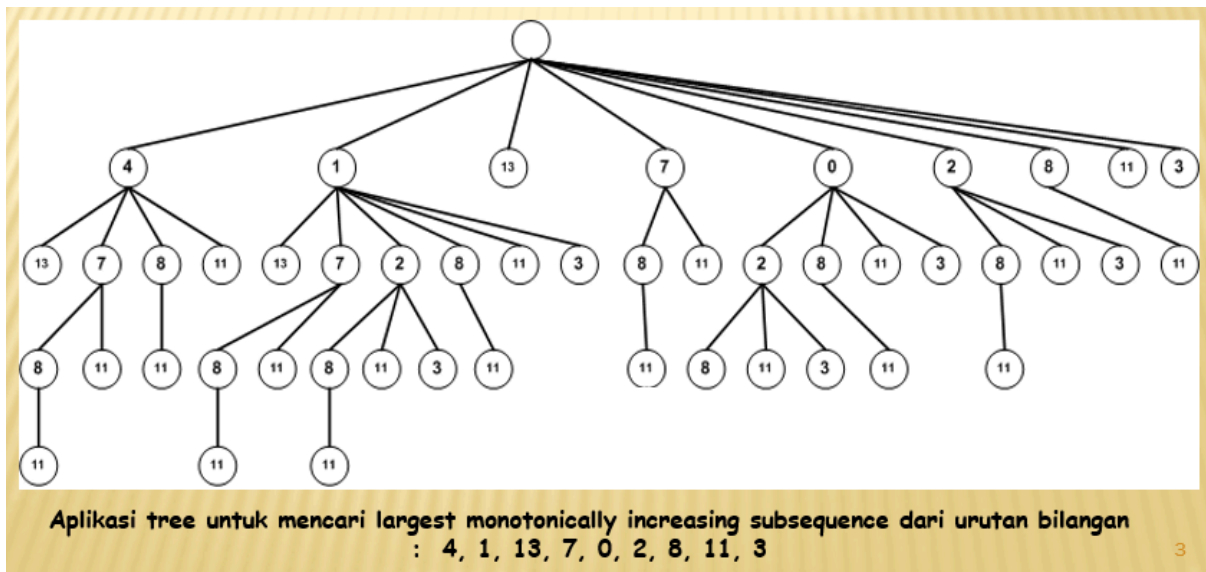 4 1 13 7 0 2 8 11 3
13 7 8 11 13 7 2 8 11 3 8 11 2 8 11 3 8 11 3 11
8 11 11 8 11 8 11 3 11 11 8 11 3 11 11
11 11 11
Aplikasi tree untuk mencari largest monotonically increasing subsequence dari urutan bilangan
: 4, 1, 13, 7, 0, 2, 8, 11, 3
3